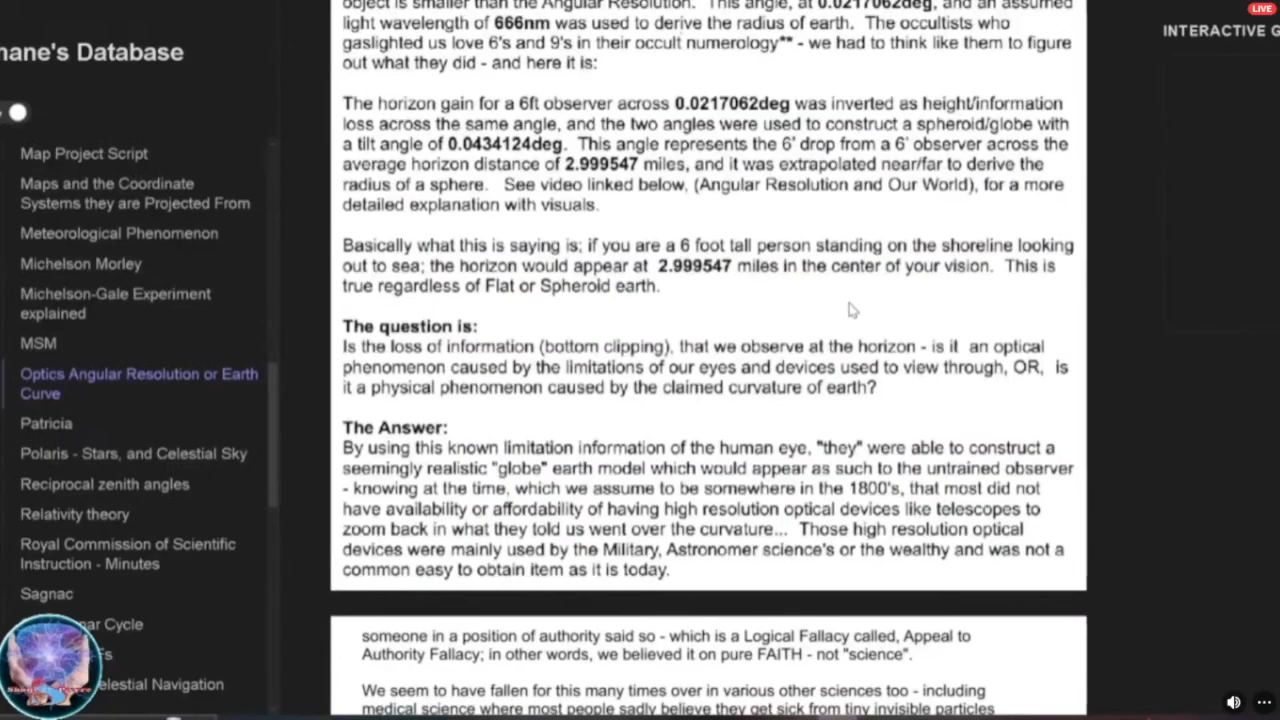 LIVE
INTERACTIVE G
nane's Database
Map Project Script
Maps and the Coordinate
Systems they are Projected From
Meteorological Phenomenon
Michelson Morley
Michelson-Gale Experiment
explained
MSM
Optics Angular Resolution or Earth
Curve
Patricia
Polaris - Stars, and Celestial Sky
Reciprocal zenith angles
Relativity theory
Royal Commission of Scientific
Instruction - Minutes
Sagnac
ar Cycle
Fs
elestial Navigation
object is smaller than the Angular Resolution. This angle, at 0.0217062deg, and an assumed
light wavelength of 666nm was used to derive the radius of earth. The occultists who
gaslighted us love 6's and 9's in their occult numerology** - we had to think like them to figure
out what they did - and here it is:
The horizon gain for a 6ft observer across 0.0217062deg was inverted as height/information
loss across the same angle, and the two angles were used to construct a spheroid/globe with
a tilt angle of 0.0434124deg. This angle represents the 6' drop from a 6' observer across the
average horizon distance of 2.999547 miles, and it was extrapolated near/far to derive the
radius of a sphere. See video linked below, (Angular Resolution and Our World), for a more
detailed explanation with visuals.
Basically what this is saying is; if you are a 6 foot tall person standing on the shoreline looking
out to sea; the horizon would appear at 2.999547 miles in the center of your vision. This is
true regardless of Flat or Spheroid earth.
The question is:
Is the loss of information (bottom clipping), that we observe at the horizon - is it an optical
phenomenon caused by the limitations of our eyes and devices used to view through, OR, is
it a physical phenomenon caused by the claimed curvature of earth?
The Answer:
By using this known limitation information of the human eye, "they" were able to construct a
seemingly realistic "globe" earth model which would appear as such to the untrained observer
- knowing at the time, which we assume to be somewhere in the 1800's, that most did not
have availability or affordability of having high resolution optical devices like telescopes to
zoom back in what they told us went over the curvature... Those high resolution optical
devices were mainly used by the Military, Astronomer science's or the wealthy and was not a
common easy to obtain item as it is today.
someone in a position of authority said so - which is a Logical Fallacy called, Appeal to
Authority Fallacy; in other words, we believed it on pure FAITH - not "science".
We seem to have fallen for this many times over in various other sciences too - including
medical science where most people sadly believe they get sick from tiny invisible particles